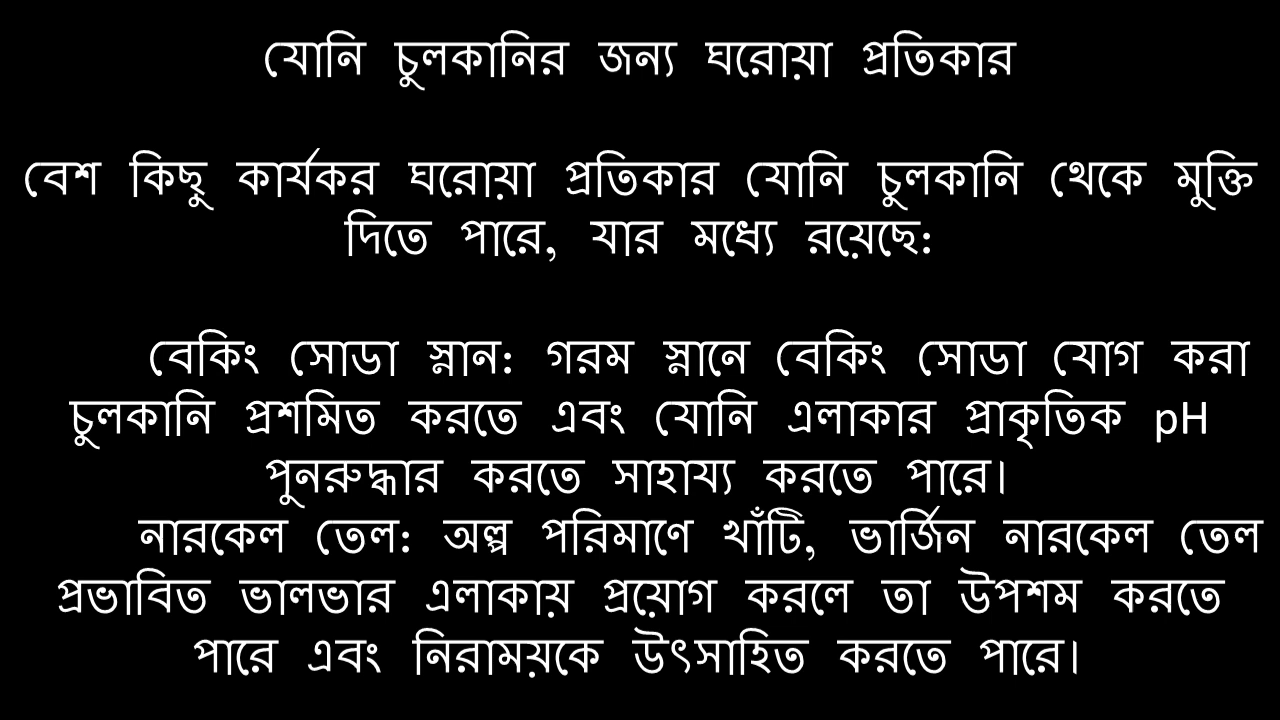 যোনি চুলকানির জন্য ঘরোয়া প্রতিকার
বেশ কিছু কার্যকর ঘরোয়া প্রতিকার যোনি চুলকানি থেকে মুক্তি
দিতে পারে, যার মধ্যে রয়েছে:
বেকিং সোডা স্নান: গরম স্নানে বেকিং সোডা যোগ করা
চুলকানি প্রশমিত করতে এবং যোনি এলাকার প্রাকৃতিক pH
পুনরুদ্ধার করতে সাহায্য করতে পারে।
নারকেল তেল: অল্প পরিমাণে খাঁটি, ভার্জিন নারকেল তেল
প্রভাবিত ভালভার এলাকায় প্রয়োগ করলে তা উপশম করতে
পারে এবং নিরাময়কে উৎসাহিত করতে পারে।